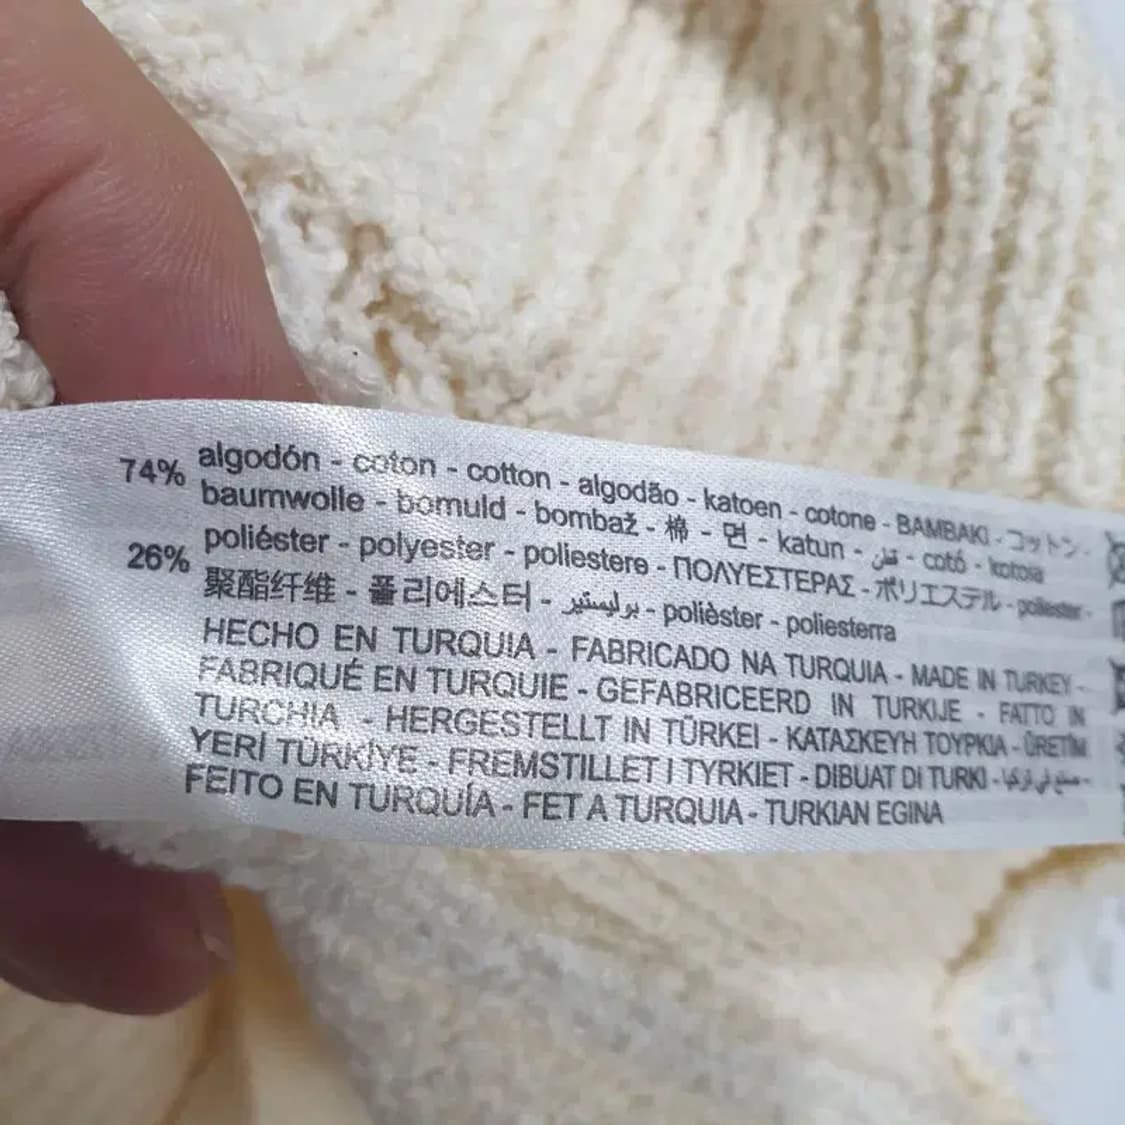 74% algodón - coton - cotton - algodão - katoen - cotone - BAMBAKI - コットン -
baumwolle - bomuld - bombaž - 棉 - 면 - katun - قطن - cotó - kotoia
26% poliéster - polyester - poliestere - ΠΟΛΥΕΣΤΕΡΑΣ - ポリエステル - poliester -
聚酯纤维 - 폴리에스터 - بوليستير - polièster - poliesterra
HECHO EN TURQUIA - FABRICADO NA TURQUIA - MADE IN TURKEY -
FABRIQUÉ EN TURQUIE - GEFABRICEERD IN TURKIJE - FATTO IN
TURCHIA - HERGESTELLT IN TÜRKEI - ΚΑΤΑΣΚΕΥΗ ΤΟΥΡΚΙΑ - ÜRETİM
YERİ TÜRKİYE - FREMSTILLET I TYRKIET - DIBUAT DI TURKI - صنع في تركيا -
FEITO EN TURQUÍA - FET A TURQUIA - TURKIAN EGINA